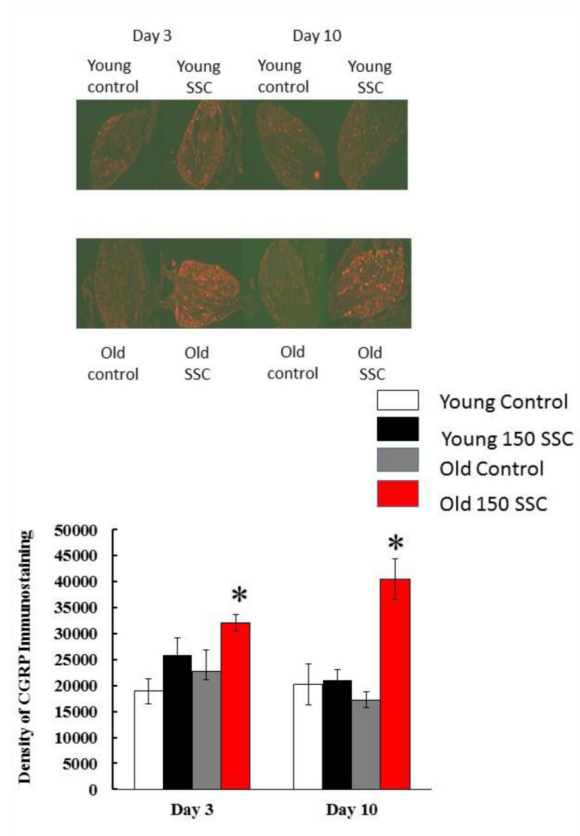 Day 3 Day 10
Young Young Young Young
control SSC control SSC
Old Old Old Old
control SSC control SSC
Young Control
Young 150 SSC
Old Control
Old 150 SSC
Density of CGRP Immunostaining
50000
45000
40000
35000
30000
25000
20000
15000
10000
5000
0
* *
Day 3 Day 10